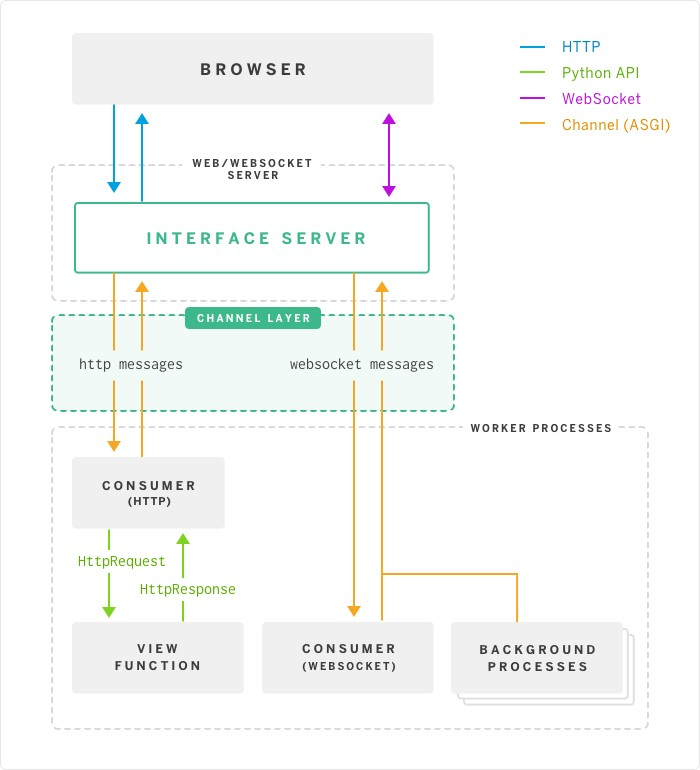 BROWSER
HTTP
Python API
WebSocket
Channel (ASGI)
WEB/WEBSOCKET
SERVER
INTERFACE SERVER
CHANNEL LAYER
http messages
websocket messages
WORKER PROCESSES
CONSUMER
(HTTP)
HttpRequest
HttpResponse
VIEW
FUNCTION
CONSUMER
(WEBSOCKET)
BACKGROUND
PROCESSES